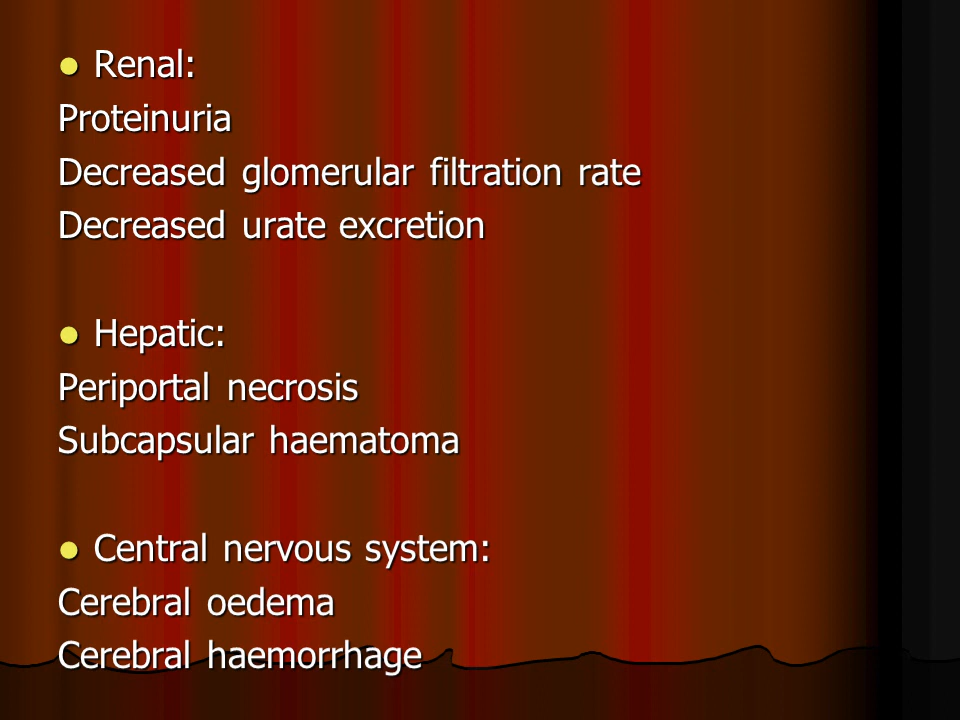 ● Renal:
Proteinuria
Decreased glomerular filtration rate
Decreased urate excretion
● Hepatic:
Periportal necrosis
Subcapsular haematoma
● Central nervous system:
Cerebral oedema
Cerebral haemorrhage